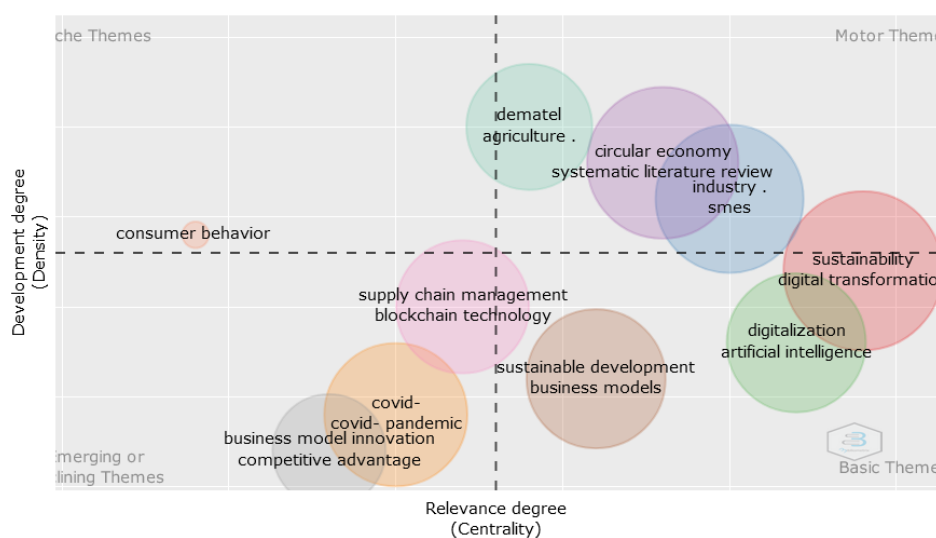 che Themes
Motor Theme
dematel
agriculture .
circular economy
systematic literature review
industry .
smes
consumer behavior
sustainability
digital transformatio
supply chain management
blockchain technology
digitalization
artificial intelligence
sustainable development
business models
covid-
covid- pandemic
business model innovation
competitive advantage
Emerging or
lining Themes
Basic Theme
Development degree
(Density)
Relevance degree
(Centrality)